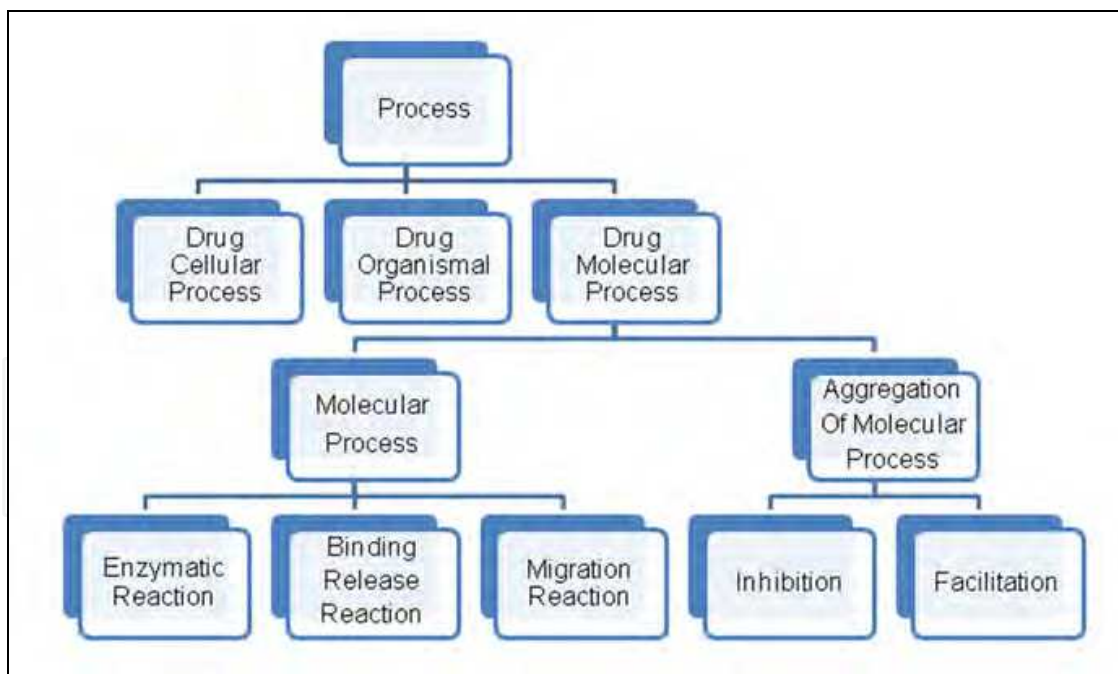 Process
Drug
Cellular
Process
Drug
Organismal
Process
Drug
Molecular
Process
Molecular
Process
Aggregation
Of Molecular
Process
Enzymatic
Reaction
Binding
Release
Reaction
Migration
Reaction
Inhibition
Facilitation